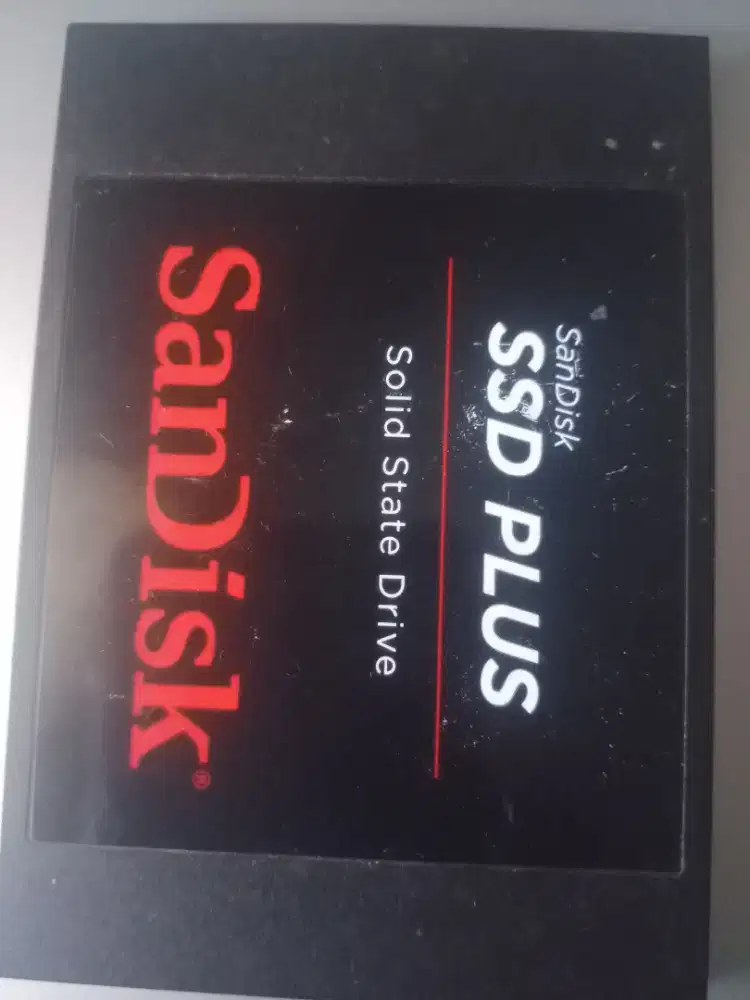 SanDisk
SSD PLUS
Solid State Drive
SanDisk®